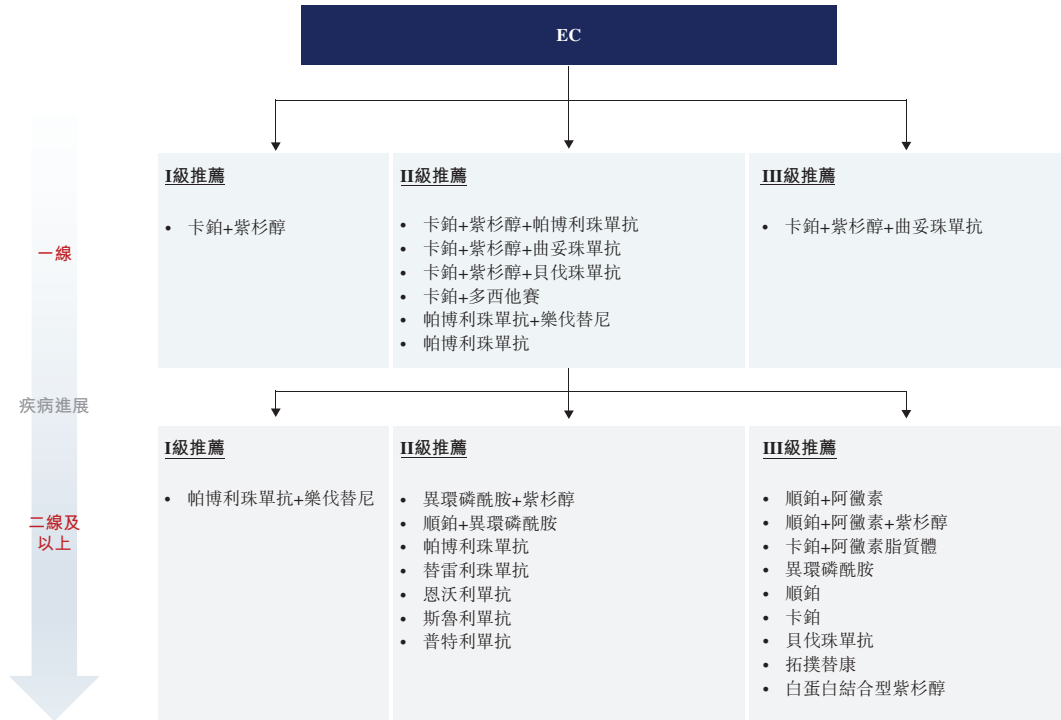 EC
一線
I級推薦
• 卡鉑+紫杉醇
II級推薦
• 卡鉑+紫杉醇+帕博利珠單抗
• 卡鉑+紫杉醇+曲妥珠單抗
• 卡鉑+紫杉醇+貝伐珠單抗
• 卡鉑+多西他賽
• 帕博利珠單抗+樂伐替尼
• 帕博利珠單抗
III級推薦
• 卡鉑+紫杉醇+曲妥珠單抗
疾病進展
二線及
以上
I級推薦
• 帕博利珠單抗+樂伐替尼
II級推薦
• 異環磷酰胺+紫杉醇
• 順鉑+異環磷酰胺
• 帕博利珠單抗
• 替雷利珠單抗
• 恩沃利單抗
• 斯魯利單抗
• 普特利單抗
III級推薦
• 順鉑+阿黴素
• 順鉑+阿黴素+紫杉醇
• 卡鉑+阿黴素脂質體
• 異環磷酰胺
• 順鉑
• 卡鉑
• 貝伐珠單抗
• 拓撲替康
• 白蛋白結合型紫杉醇